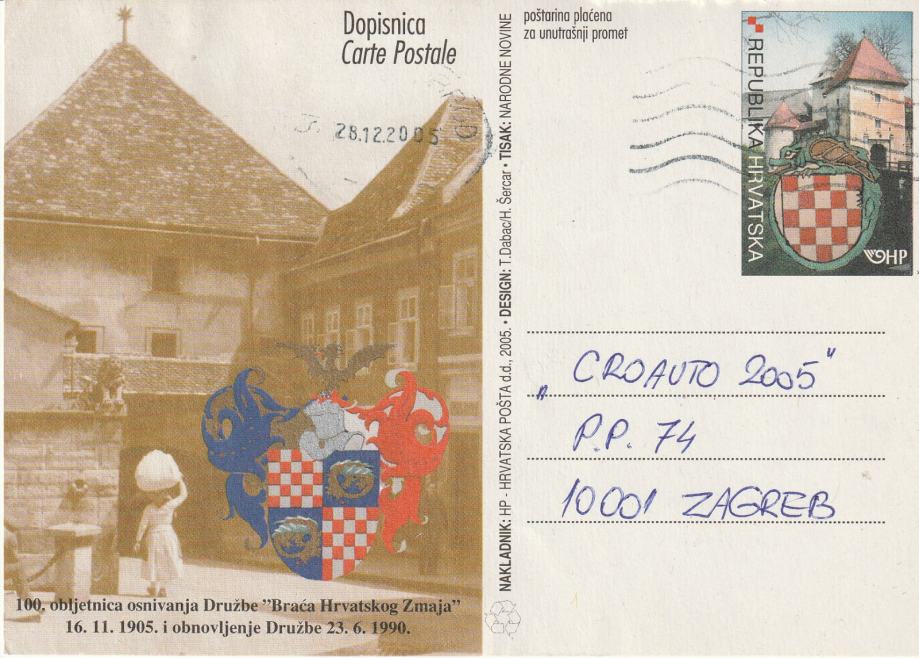 Dopisnica
Carte Postale
28.12.2005
100. obljetnica osnivanja Družbe "Braća Hrvatskog Zmaja"
16. 11. 1905. i obnovljenje Družbe 23. 6. 1990.
NAKLADNIK: HP - HRVATSKA POŠTA d.d., 2005. • DESIGN: T.Dabac/H. Šercar • TISAK: NARODNE NOVINE
poštarina plaćena
za unutrašnji promet
REPUBLIKA HRVATSKA
HP
„CROAUTO 2005"
P.P. 74
10001 ZAGREB